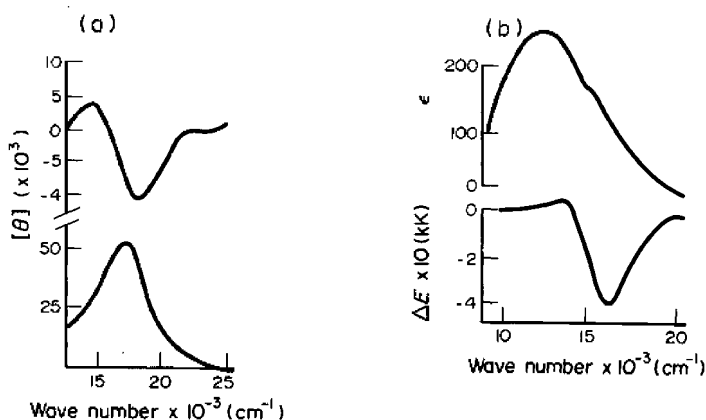 (a)
10
5
0
-5
-4
50
25
[θ] (x 10³)
15 20 25
Wave number x 10⁻³ (cm⁻¹)
(b)
200
100
0
ϵ
0
-2
-4
ΔE x 10 (kK)
10 15 20
Wave number x 10⁻³ (cm⁻¹)